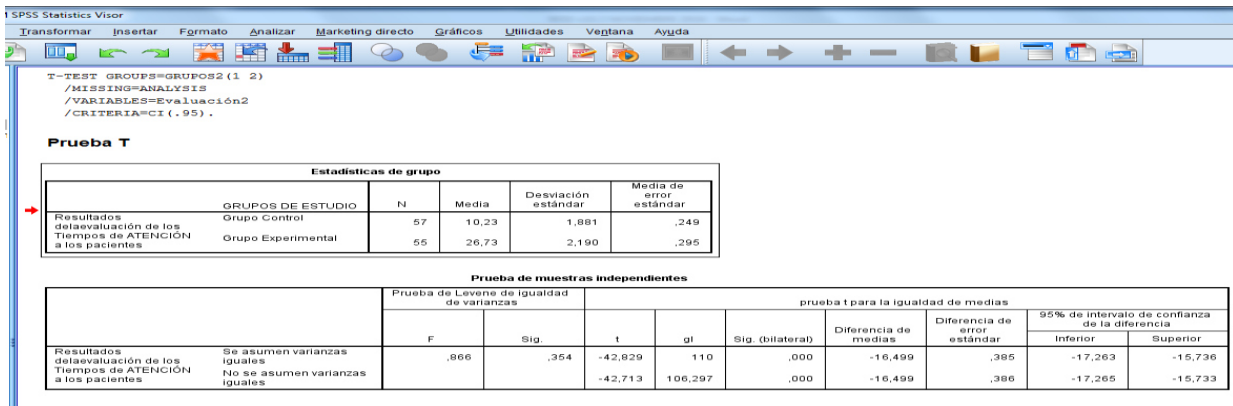 SPSS Statistics Visor
Transformar Insertar Formato Analizar Marketing directo Gráficos Utilidades Ventana Ayuda
T-TEST GROUPS=GRUPOS2(1 2)
/MISSING=ANALYSIS
/VARIABLES=Evaluación2
/CRITERIA=CI(.95).
Prueba T
Estadísticas de grupo
GRUPOS DE ESTUDIO N Media Desviación estándar Media de error estándar
Resultados delaevaluación de los Tiempos de ATENCIÓN a los pacientes
Grupo Control 57 10,23 1,881 ,249
Grupo Experimental 55 26,73 2,190 ,295
Prueba de muestras independientes
Prueba de Levene de igualdad de varianzas prueba t para la igualdad de medias
F Sig. t gl Sig. (bilateral) Diferencia de medias Diferencia de error estándar 95% de intervalo de confianza de la diferencia
Inferior Superior
Resultados delaevaluación de los Tiempos de ATENCIÓN a los pacientes
Se asumen varianzas iguales ,866 ,354 -42,829 110 ,000 -16,499 ,385 -17,263 -15,736
No se asumen varianzas iguales -42,713 106,297 ,000 -16,499 ,386 -17,265 -15,733